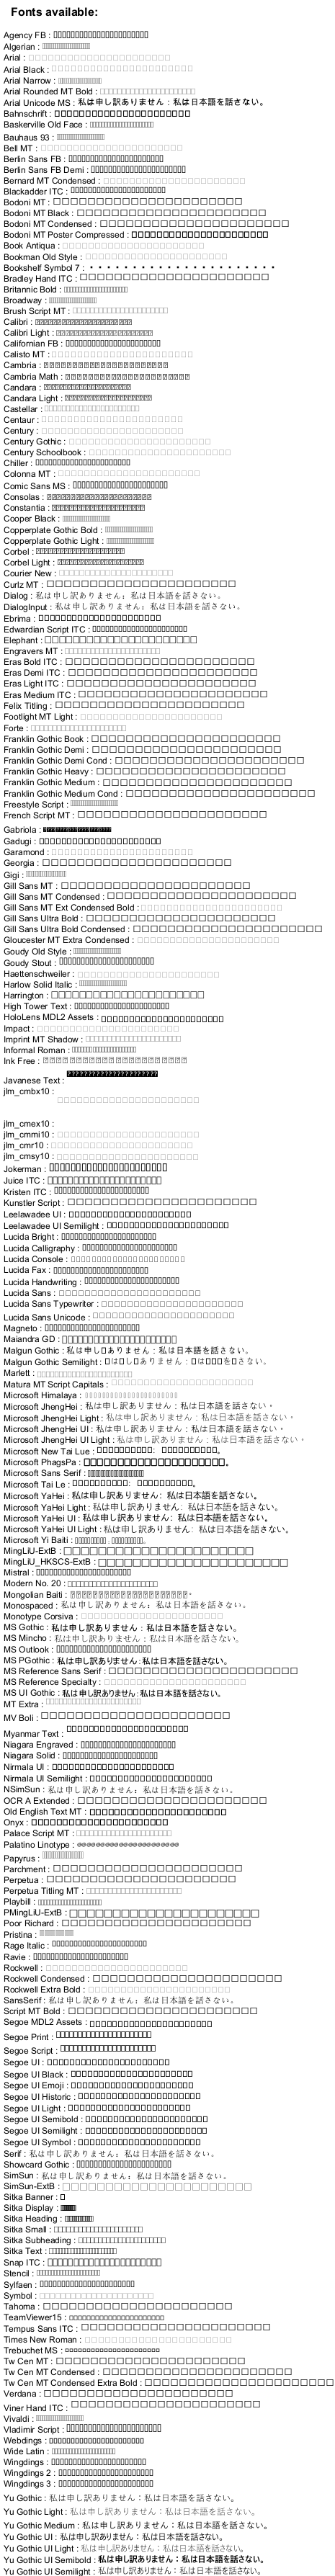 Fonts available:
Agency FB :
Algerian :
Arial :
Arial Black :
Arial Narrow :
Arial Rounded MT Bold :
Arial Unicode MS : 私は申し訳ありません：私は日本語を話さない。
Bahnschrift :
Baskerville Old Face :
Bauhaus 93 :
Bell MT :
Berlin Sans FB :
Berlin Sans FB Demi :
Bernard MT Condensed :
Blackadder ITC :
Bodoni MT :
Bodoni MT Black :
Bodoni MT Condensed :
Bodoni MT Poster Compressed :
Book Antiqua :
Bookman Old Style :
Bookshelf Symbol 7 :
Bradley Hand ITC :
Britannic Bold :
Broadway :
Brush Script MT :
Calibri :
Calibri Light :
Californian FB :
Calisto MT :
Cambria :
Cambria Math :
Candara :
Candara Light :
Castellar :
Centaur :
Century :
Century Gothic :
Century Schoolbook :
Chiller :
Colonna MT :
Comic Sans MS :
Consolas :
Constantia :
Cooper Black :
Copperplate Gothic Bold :
Copperplate Gothic Light :
Corbel :
Corbel Light :
Courier New :
Curlz MT :
Dialog : 私は申し訳ありません：私は日本語を話さない。
DialogInput : 私は申し訳ありません：私は日本語を話さない。
Ebrima :
Edwardian Script ITC :
Elephant :
Engravers MT :
Eras Bold ITC :
Eras Demi ITC :
Eras Light ITC :
Eras Medium ITC :
Felix Titling :
Footlight MT Light :
Forte :
Franklin Gothic Book :
Franklin Gothic Demi :
Franklin Gothic Demi Cond :
Franklin Gothic Heavy :
Franklin Gothic Medium :
Franklin Gothic Medium Cond :
Freestyle Script :
French Script MT :
Gabriola :
Gadugi :
Garamond :
Georgia :
Gigi :
Gill Sans MT :
Gill Sans MT Condensed :
Gill Sans MT Ext Condensed Bold :
Gill Sans Ultra Bold :
Gill Sans Ultra Bold Condensed :
Gloucester MT Extra Condensed :
Goudy Old Style :
Goudy Stout :
Haettenschweiler :
Harlow Solid Italic :
Harrington :
High Tower Text :
HoloLens MDL2 Assets :
Impact :
Imprint MT Shadow :
Informal Roman :
Ink Free :
Javanese Text :
jlm_cmbx10 :
jlm_cmex10 :
jlm_cmmi10 :
jlm_cmr10 :
jlm_cmsy10 :
Jokerman :
Juice ITC :
Kristen ITC :
Kunstler Script :
Leelawadee UI :
Leelawadee UI Semilight :
Lucida Bright :
Lucida Calligraphy :
Lucida Console :
Lucida Fax :
Lucida Handwriting :
Lucida Sans :
Lucida Sans Typewriter :
Lucida Sans Unicode :
Magneto :
Maiandra GD :
Malgun Gothic : 私は申し訳ありません：私は日本語を話さない。
Malgun Gothic Semilight :
Marlett :
Matura MT Script Capitals :
Microsoft Himalaya :
Microsoft JhengHei : 私は申し訳ありません：私は日本語を話さない。
Microsoft JhengHei Light : 私は申し訳ありません：私は日本語を話さない。
Microsoft JhengHei UI : 私は申し訳ありません：私は日本語を話さない。
Microsoft JhengHei UI Light : 私は申し訳ありません：私は日本語を話さない。
Microsoft New Tai Lue :
Microsoft PhagsPa :
Microsoft Sans Serif :
Microsoft Tai Le :
Microsoft YaHei : 私は申し訳ありません：私は日本語を話さない。
Microsoft YaHei Light : 私は申し訳ありません：私は日本語を話さない。
Microsoft YaHei UI : 私は申し訳ありません：私は日本語を話さない。
Microsoft YaHei UI Light : 私は申し訳ありません：私は日本語を話さない。
Microsoft Yi Baiti :
MingLiU-ExtB :
MingLiU_HKSCS-ExtB :
Mistral :
Modern No. 20 :
Mongolian Baiti :
Monospaced : 私は申し訳ありません：私は日本語を話さない。
Monotype Corsiva :
MS Gothic : 私は申し訳ありません：私は日本語を話さない。
MS Mincho : 私は申し訳ありません：私は日本語を話さない。
MS Outlook :
MS PGothic : 私は申し訳ありません：私は日本語を話さない。
MS Reference Sans Serif :
MS Reference Specialty :
MS UI Gothic : 私は申し訳ありません：私は日本語を話さない。
MT Extra :
MV Boli :
Myanmar Text :
Niagara Engraved :
Niagara Solid :
Nirmala UI :
Nirmala UI Semilight :
NSimSun : 私は申し訳ありません：私は日本語を話さない。
OCR A Extended :
Old English Text MT :
Onyx :
Palace Script MT :
Palatino Linotype :
Papyrus :
Parchment :
Perpetua :
Perpetua Titling MT :
Playbill :
PMingLiU-ExtB :
Poor Richard :
Pristina :
Rage Italic :
Ravie :
Rockwell :
Rockwell Condensed :
Rockwell Extra Bold :
SansSerif : 私は申し訳ありません：私は日本語を話さない。
Script MT Bold :
Segoe MDL2 Assets :
Segoe Print :
Segoe Script :
Segoe UI :
Segoe UI Black :
Segoe UI Emoji :
Segoe UI Historic :
Segoe UI Light :
Segoe UI Semibold :
Segoe UI Semilight :
Segoe UI Symbol :
Serif : 私は申し訳ありません：私は日本語を話さない。
Showcard Gothic :
SimSun : 私は申し訳ありません：私は日本語を話さない。
SimSun-ExtB :
Sitka Banner :
Sitka Display :
Sitka Heading :
Sitka Small :
Sitka Subheading :
Sitka Text :
Snap ITC :
Stencil :
Sylfaen :
Symbol :
Tahoma :
TeamViewer15 :
Tempus Sans ITC :
Times New Roman :
Trebuchet MS :
Tw Cen MT :
Tw Cen MT Condensed :
Tw Cen MT Condensed Extra Bold :
Verdana :
Viner Hand ITC :
Vivaldi :
Vladimir Script :
Webdings :
Wide Latin :
Wingdings :
Wingdings 2 :
Wingdings 3 :
Yu Gothic : 私は申し訳ありません：私は日本語を話さない。
Yu Gothic Light : 私は申し訳ありません：私は日本語を話さない。
Yu Gothic Medium : 私は申し訳ありません：私は日本語を話さない。
Yu Gothic UI : 私は申し訳ありません：私は日本語を話さない。
Yu Gothic UI Light : 私は申し訳ありません：私は日本語を話さない。
Yu Gothic UI Semibold : 私は申し訳ありません：私は日本語を話さない。
Yu Gothic UI Semilight : 私は申し訳ありません：私は日本語を話さない。